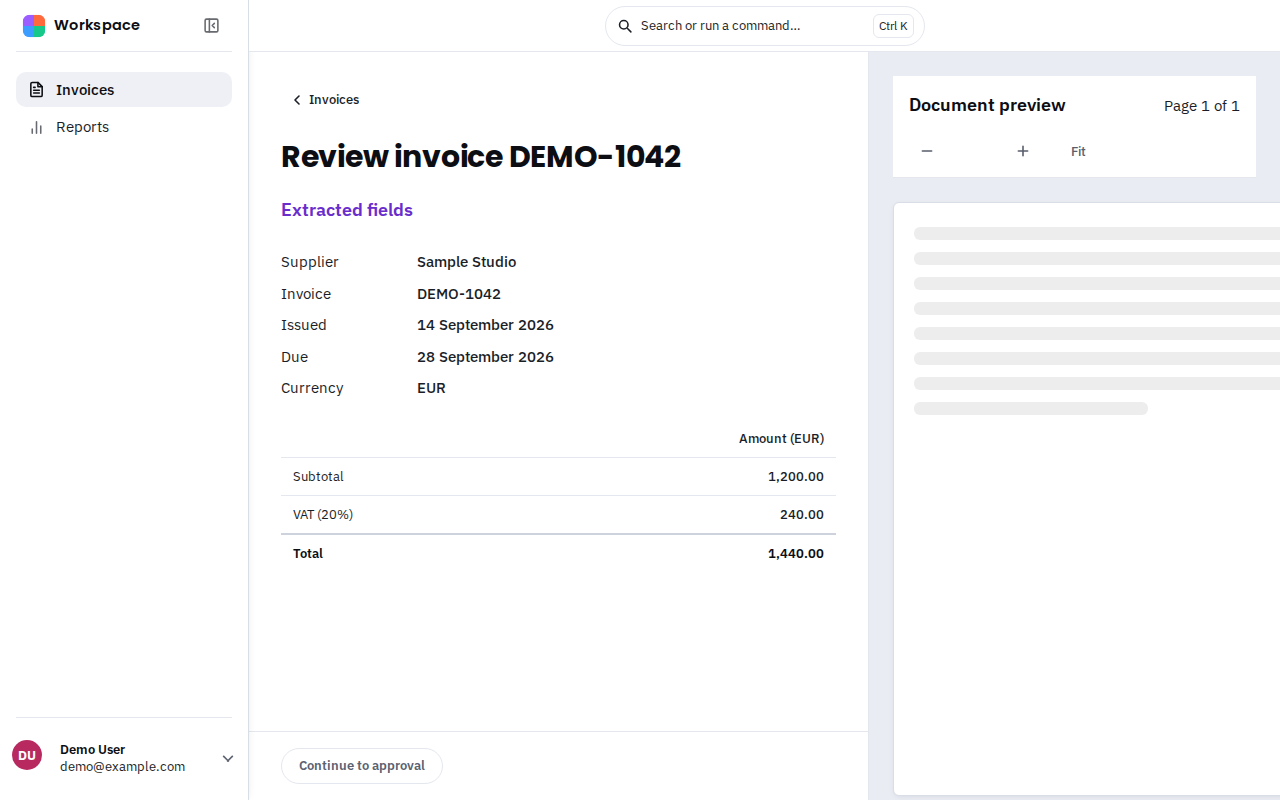 Workspace
Search or run a command...
Ctrl K
Invoices
Reports
Invoices
Review invoice DEMO-1042
Extracted fields
Supplier Sample Studio
Invoice DEMO-1042
Issued 14 September 2026
Due 28 September 2026
Currency EUR
Amount (EUR)
Subtotal 1,200.00
VAT (20%) 240.00
Total 1,440.00
Continue to approval
Document preview
Page 1 of 1
Fit
DU
Demo User
demo@example.com